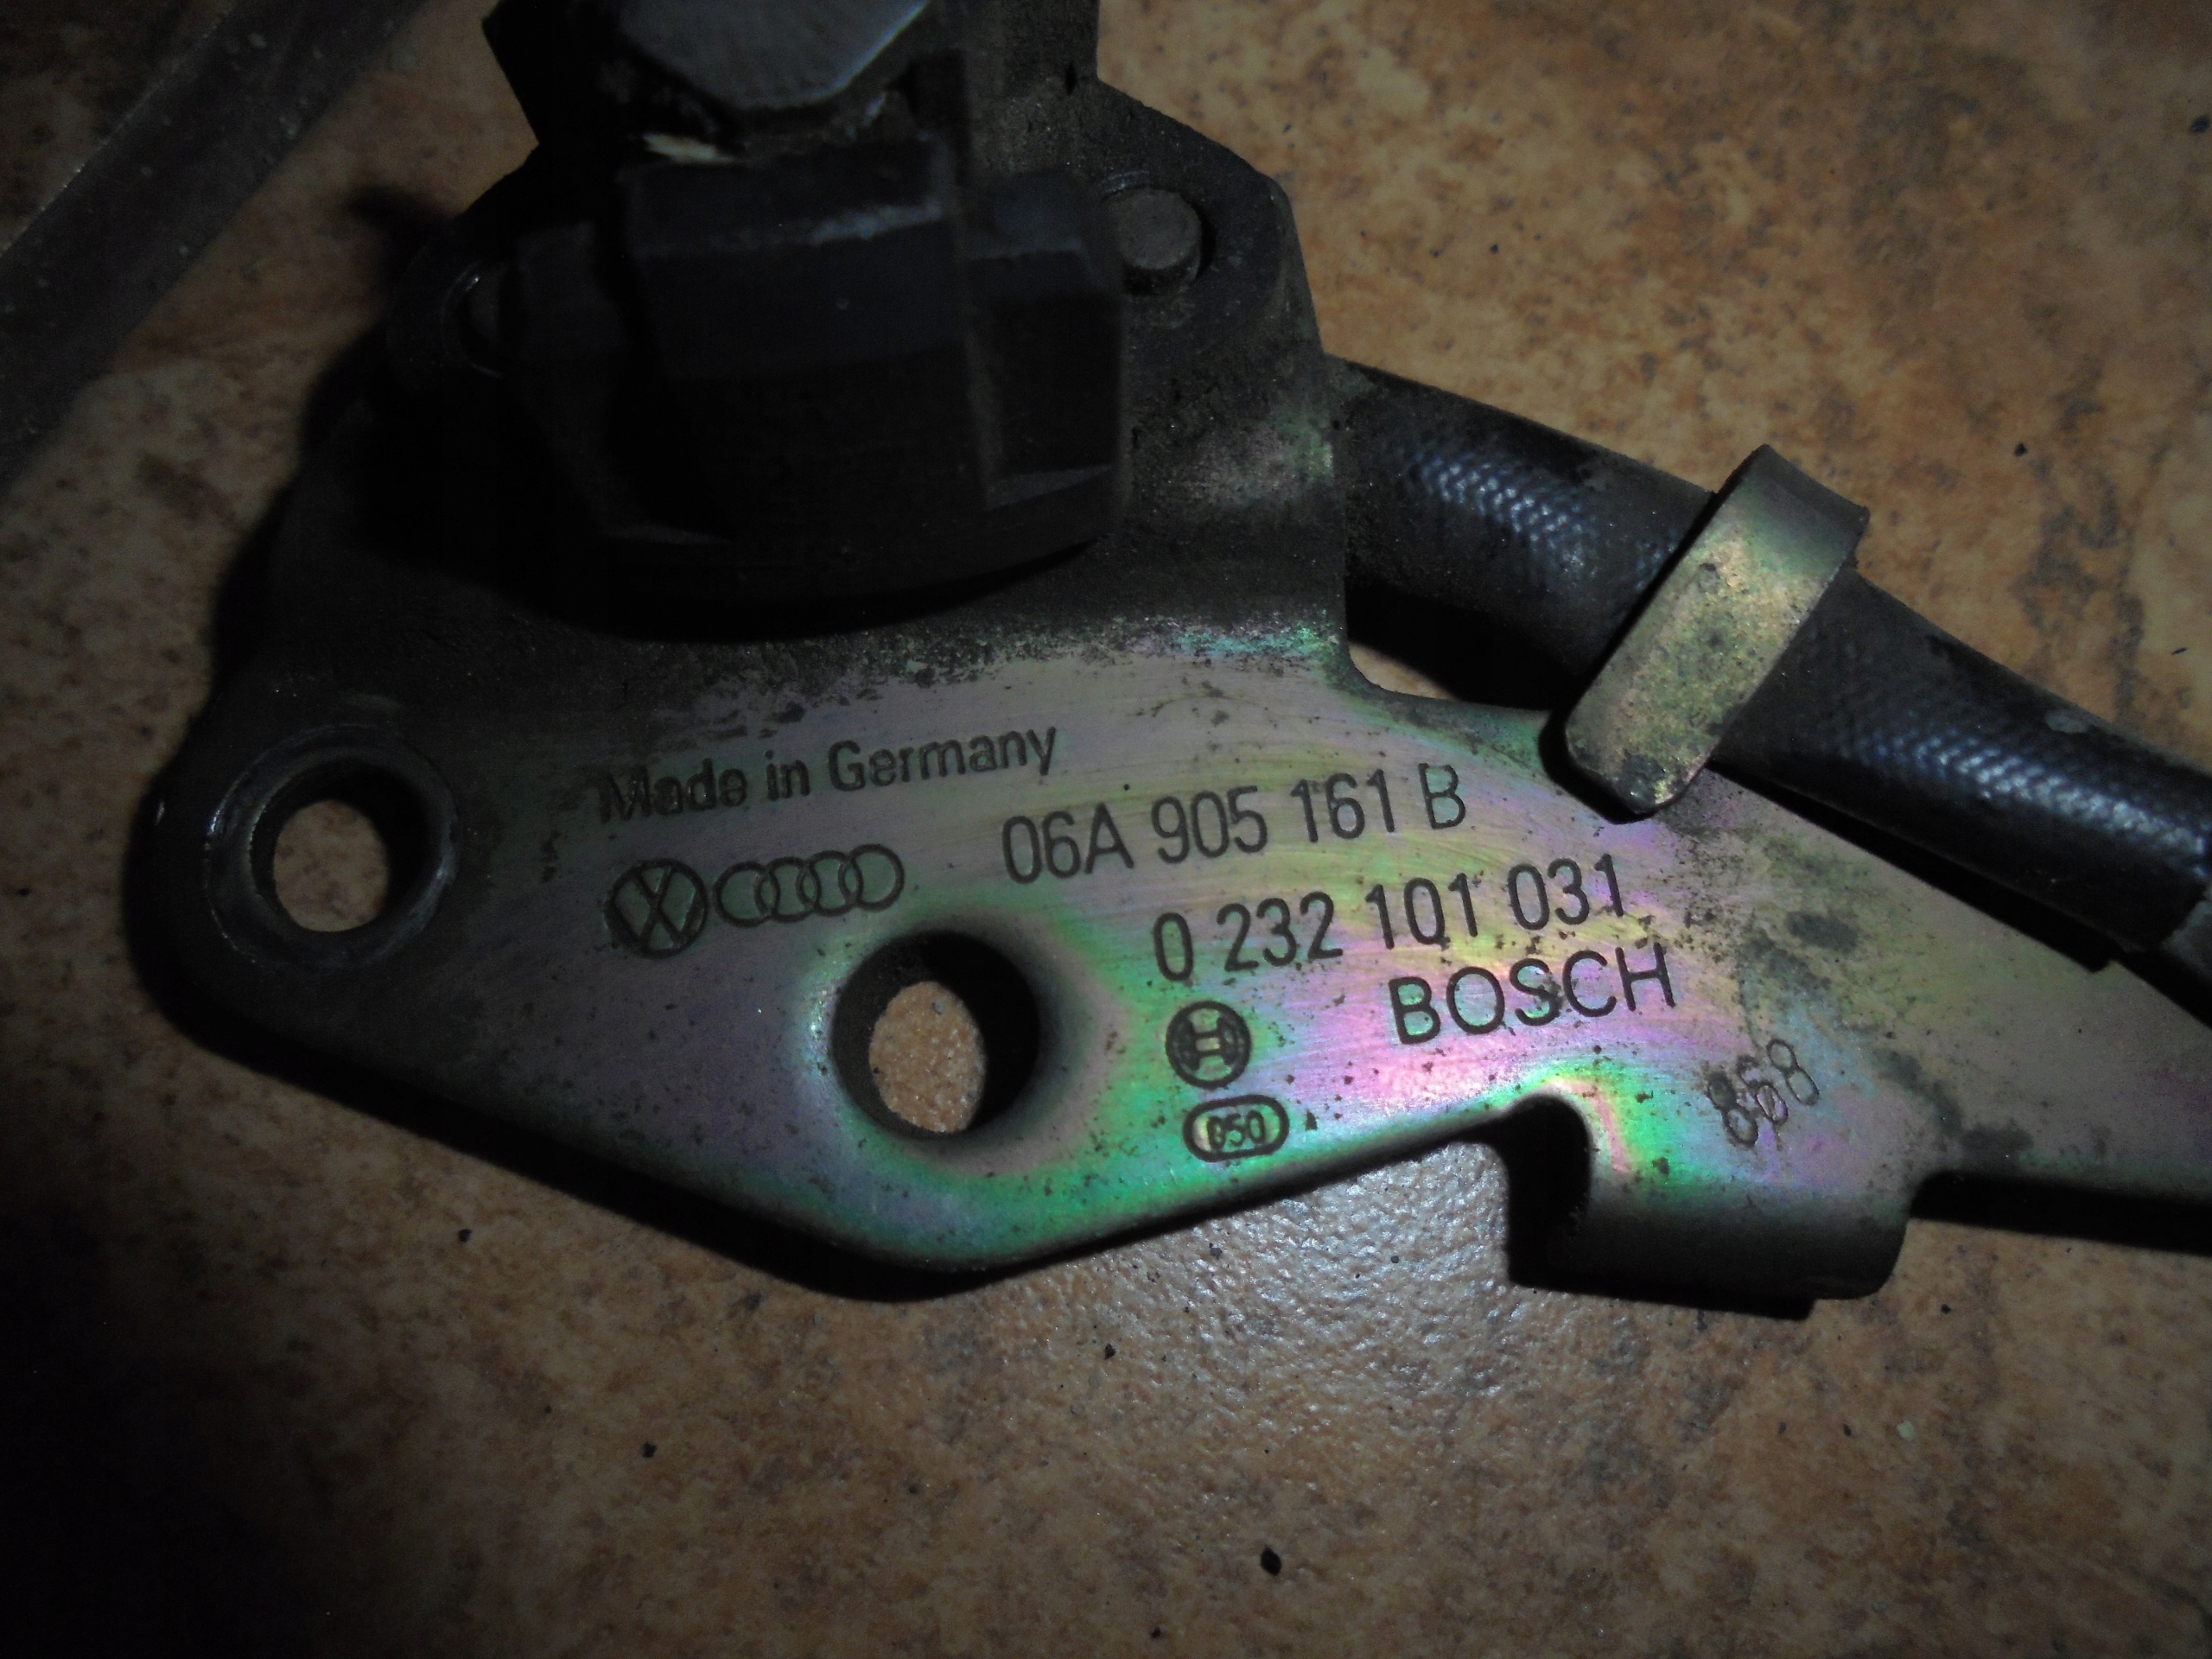 Made in Germany
06A 905 161 B
0 232 101 031
BOSCH
050
868